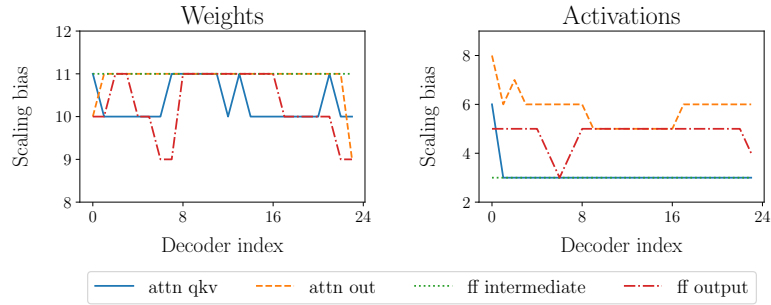 Weights
Scaling bias
12
11
10
9
8
0
8
16
24
Decoder index
Activations
Scaling bias
8
6
4
2
0
8
16
24
Decoder index
attn qkv
attn out
ff intermediate
ff output